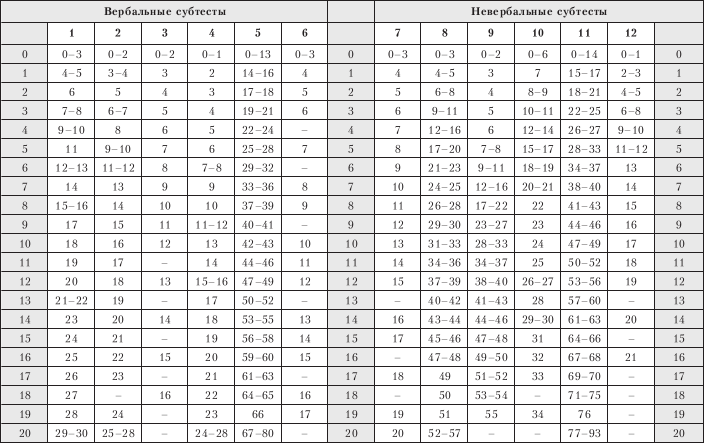 Вербальные субтесты Невербальные субтесты
1 2 3 4 5 6 7 8 9 10 11 12
0 0–3 0–2 0–2 0–1 0–13 0–3 0 0–3 0–3 0–2 0–6 0–14 0–1 0
1 4–5 3–4 3 2 14–16 4 1 4 4–5 3 7 15–17 2–3 1
2 6 5 4 3 17–18 5 2 5 6–8 4 8–9 18–21 4–5 2
3 7–8 6–7 5 4 19–21 6 3 6 9–11 5 10–11 22–25 6–8 3
4 9–10 8 6 5 22–24 – 4 7 12–16 6 12–14 26–27 9–10 4
5 11 9–10 7 6 25–28 7 5 8 17–20 7–8 15–17 28–33 11–12 5
6 12–13 11–12 8 7–8 29–32 – 6 9 21–23 9–11 18–19 34–37 13 6
7 14 13 9 9 33–36 8 7 10 24–25 12–16 20–21 38–40 14 7
8 15–16 14 10 10 37–39 9 8 11 26–28 17–22 22 41–43 15 8
9 17 15 11 11–12 40–41 – 9 12 29–30 23–27 23 44–46 16 9
10 18 16 12 13 42–43 10 10 13 31–33 28–33 24 47–49 17 10
11 19 17 – 14 44–46 11 11 14 34–36 34–37 25 50–52 18 11
12 20 18 13 15–16 47–49 12 12 15 37–39 38–40 26–27 53–56 19 12
13 21–22 19 – 17 50–52 – 13 – 40–42 41–43 28 57–60 – 13
14 23 20 14 18 53–55 13 14 16 43–44 44–46 29–30 61–63 20 14
15 24 21 – 19 56–58 14 15 17 45–46 47–48 31 64–66 – 15
16 25 22 15 20 59–60 15 16 – 47–48 49–50 32 67–68 21 16
17 26 23 – 21 61–63 – 17 18 49 51–52 33 69–70 – 17
18 27 – 16 22 64–65 16 18 – 50 53–54 – 71–75 – 18
19 28 24 – 23 66 17 19 19 51 55 34 76 – 19
20 29–30 25–28 – 24–28 67–80 – 20 20 52–57 – – 77–93 – 20